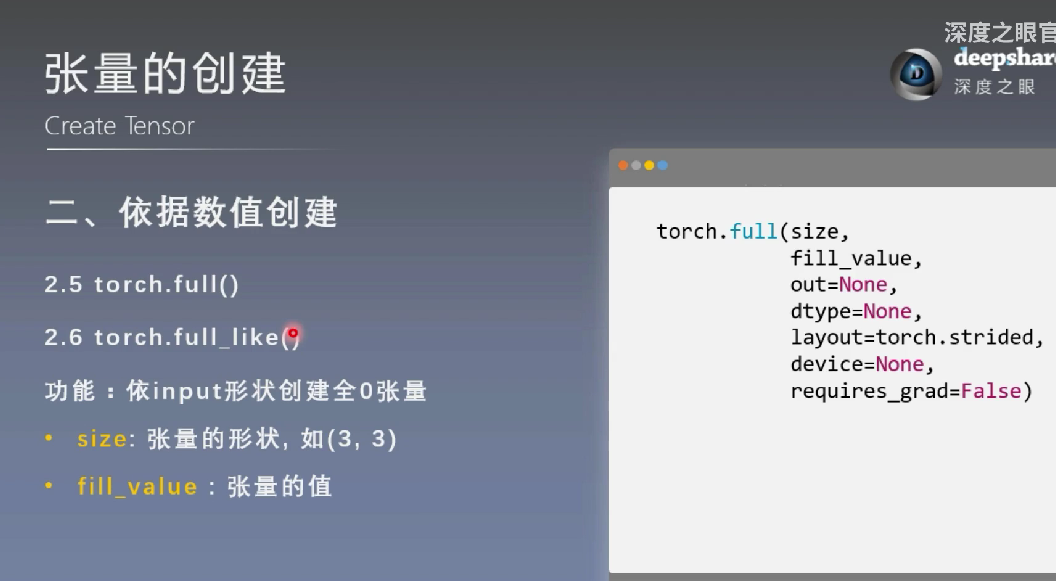 深度之眼官
deepshare
深度之眼
张量的创建
Create Tensor
二、依据数值创建
2.5 torch.full()
2.6 torch.full_like()
功能：依input形状创建全0张量
• size: 张量的形状, 如(3, 3)
• fill_value : 张量的值
torch.full(size,
fill_value,
out=None,
dtype=None,
layout=torch.strided,
device=None,
requires_grad=False)